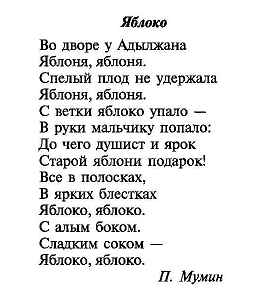 Яблоко
Во дворе у Адылжана
Яблоня, яблоня.
Спелый плод не удержала
Яблоня, яблоня.
С ветки яблоко упало —
В руки мальчику попало:
До чего душист и ярок
Старой яблони подарок!
Все в полосках,
В ярких блестках
Яблоко, яблоко.
С алым боком.
Сладким соком —
Яблоко, яблоко.
П. Мумин